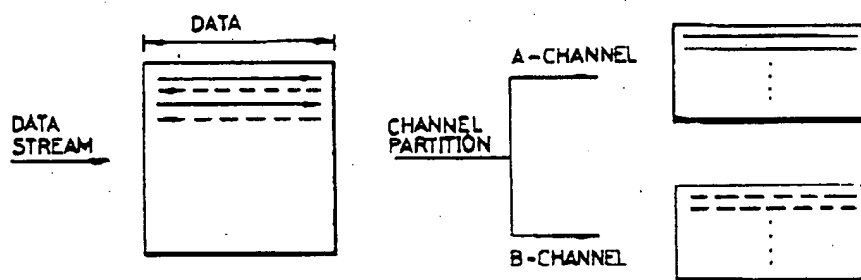 DATA
DATA
STREAM
CHANNEL
PARTITION
A-CHANNEL
B-CHANNEL